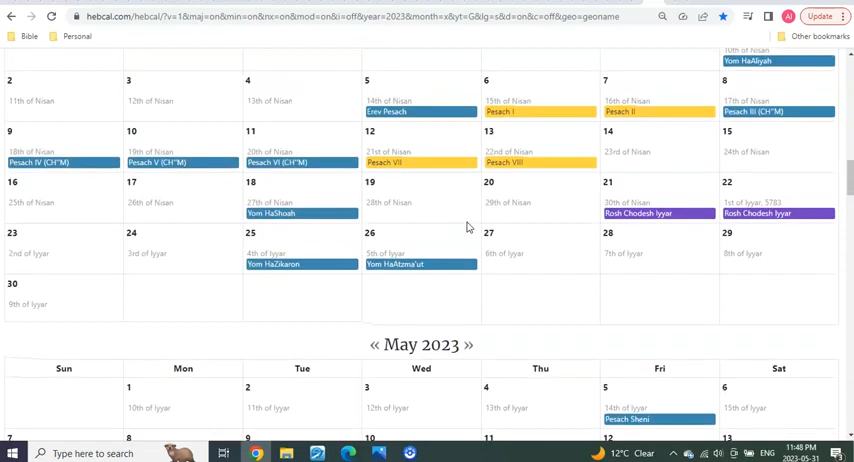 hebcal.com/hebcal/?v=1&maj=on&min=on&nx=on&mod=on&i=off&year=2023&month=x&yt=G&lg=s&d=on&c=off&geo=geoname
AI
Update
Bible
Personal
Other bookmarks
10th of Nisan
Yom HaAliyah
2 3 4 5 6 7 8
11th of Nisan 12th of Nisan 13th of Nisan 14th of Nisan 15th of Nisan 16th of Nisan 17th of Nisan
Erev Pesach Pesach I Pesach II Pesach III (CH"M)
9 10 11 12 13 14 15
18th of Nisan 19th of Nisan 20th of Nisan 21st of Nisan 22nd of Nisan 23rd of Nisan 24th of Nisan
Pesach IV (CH"M) Pesach V (CH"M) Pesach VI (CH"M) Pesach VII Pesach VIII
16 17 18 19 20 21 22
25th of Nisan 26th of Nisan 27th of Nisan 28th of Nisan 29th of Nisan 30th of Nisan 1st of Iyyar, 5783
Yom HaShoah Rosh Chodesh Iyyar Rosh Chodesh Iyyar
23 24 25 26 27 28 29
2nd of Iyyar 3rd of Iyyar 4th of Iyyar 5th of Iyyar 6th of Iyyar 7th of Iyyar 8th of Iyyar
Yom HaZikaron Yom HaAtzma'ut
30
9th of Iyyar
« May 2023 »
Sun Mon Tue Wed Thu Fri Sat
1 2 3 4 5 6
10th of Iyyar 11th of Iyyar 12th of Iyyar 13th of Iyyar 14th of Iyyar 15th of Iyyar
Pesach Sheni
7 8 9 10 11 12 13
Type here to search
12°C Clear
ENG
11:48 PM
2023-05-31
3